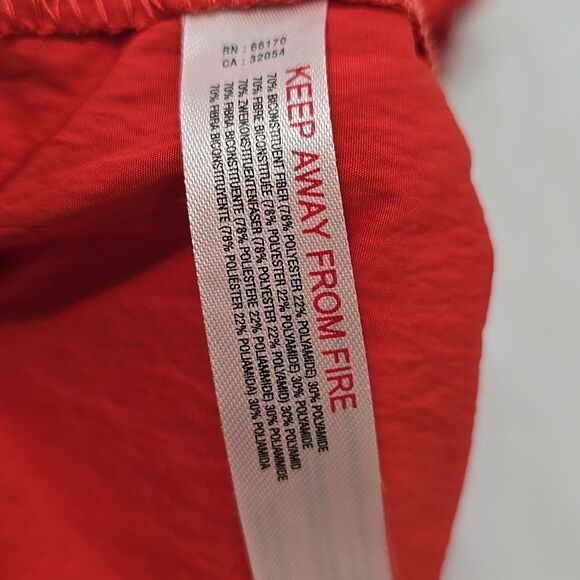 RN : 66170
CA : 32054
KEEP AWAY FROM FIRE
70% BICONSTITUENT FIBER (78% POLYESTER 22% POLYAMIDE) 30% POLYAMIDE
70% FIBRE BICONSTITUÉE (78% POLYESTER 22% POLYAMIDE) 30% POLYAMIDE
70% ZWEIKONSTITUENTENFASER (78% POLYESTER 22% POLYAMID) 30% POLYAMID
70% FIBRA BICONSTITUENTE (78% POLIESTERE 22% POLIAMMIDE) 30% POLIAMMIDE
70% FIBRA BICONSTITUYENTE (78% POLIESTER 22% POLIAMIDA) 30% POLIAMIDA